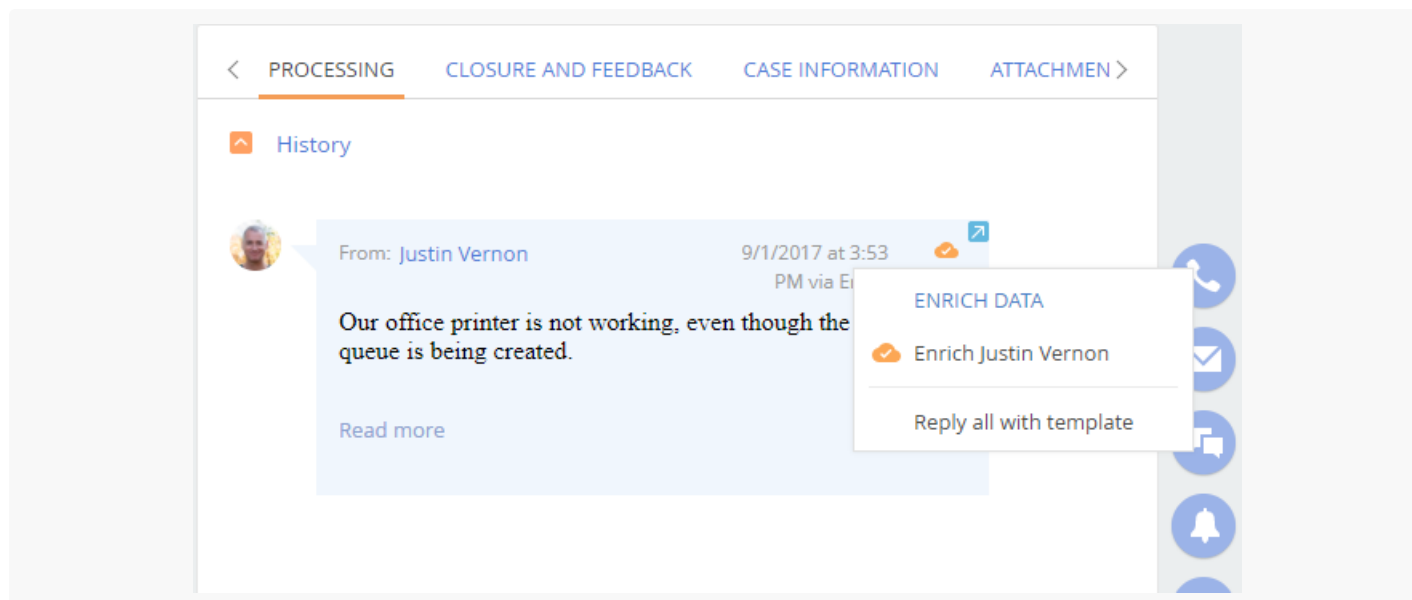 PROCESSING CLOSURE AND FEEDBACK CASE INFORMATION ATTACHMEN
History
From: Justin Vernon 9/1/2017 at 3:53
PM via
ENRICH DATA
Our office printer is not working, even though the
queue is being created.
Enrich Justin Vernon
Read more
Reply all with template